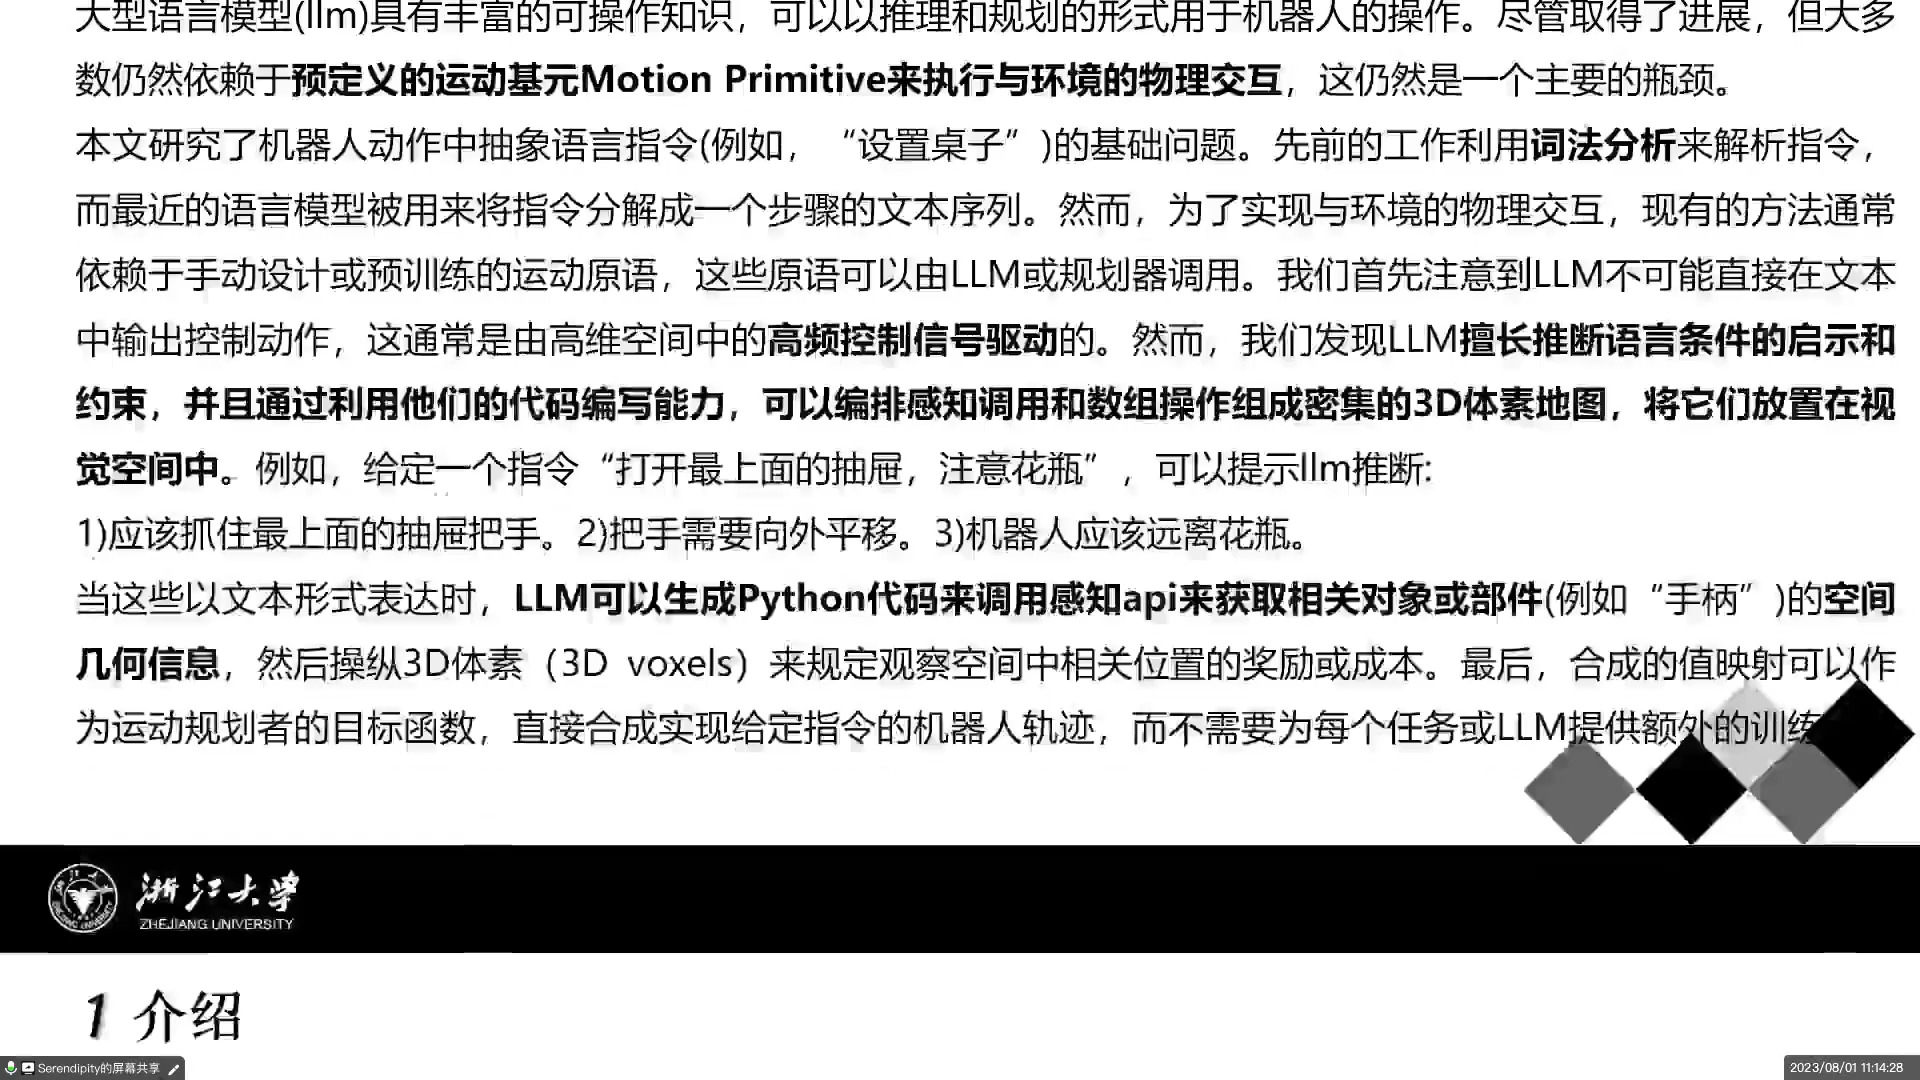 大型语言模型(llm)具有丰富的可操作知识，可以以推理和规划的形式用于机器人的操作。尽管取得了进展，但大多
数仍然依赖于预定义的运动基元Motion Primitive来执行与环境的物理交互，这仍然是一个主要的瓶颈。
本文研究了机器人动作中抽象语言指令(例如，“设置桌子”)的基础问题。先前的工作利用词法分析来解析指令，
而最近的语言模型被用来将指令分解成一个步骤的文本序列。然而，为了实现与环境的物理交互，现有的方法通常
依赖于手动设计或预训练的运动原语，这些原语可以由LLM或规划器调用。我们首先注意到LLM不可能直接在文本
中输出控制动作，这通常是由高维空间中的高频控制信号驱动的。然而，我们发现LLM擅长推断语言条件的启示和
约束，并且通过利用他们的代码编写能力，可以编排感知调用和数组操作组成密集的3D体素地图，将它们放置在视
觉空间中。例如，给定一个指令“打开最上面的抽屉，注意花瓶”，可以提示llm推断:
1)应该抓住最上面的抽屉把手。2)把手需要向外平移。3)机器人应该远离花瓶。
当这些以文本形式表达时，LLM可以生成Python代码来调用感知api来获取相关对象或部件(例如“手柄”)的空间
几何信息，然后操纵3D体素（3D voxels）来规定观察空间中相关位置的奖励或成本。最后，合成的值映射可以作
为运动规划者的目标函数，直接合成实现给定指令的机器人轨迹，而不需要为每个任务或LLM提供额外的训练
浙江大学
ZHEJIANG UNIVERSITY
1 介绍
Serendipity的屏幕共享
2023/08/01 11:14:28